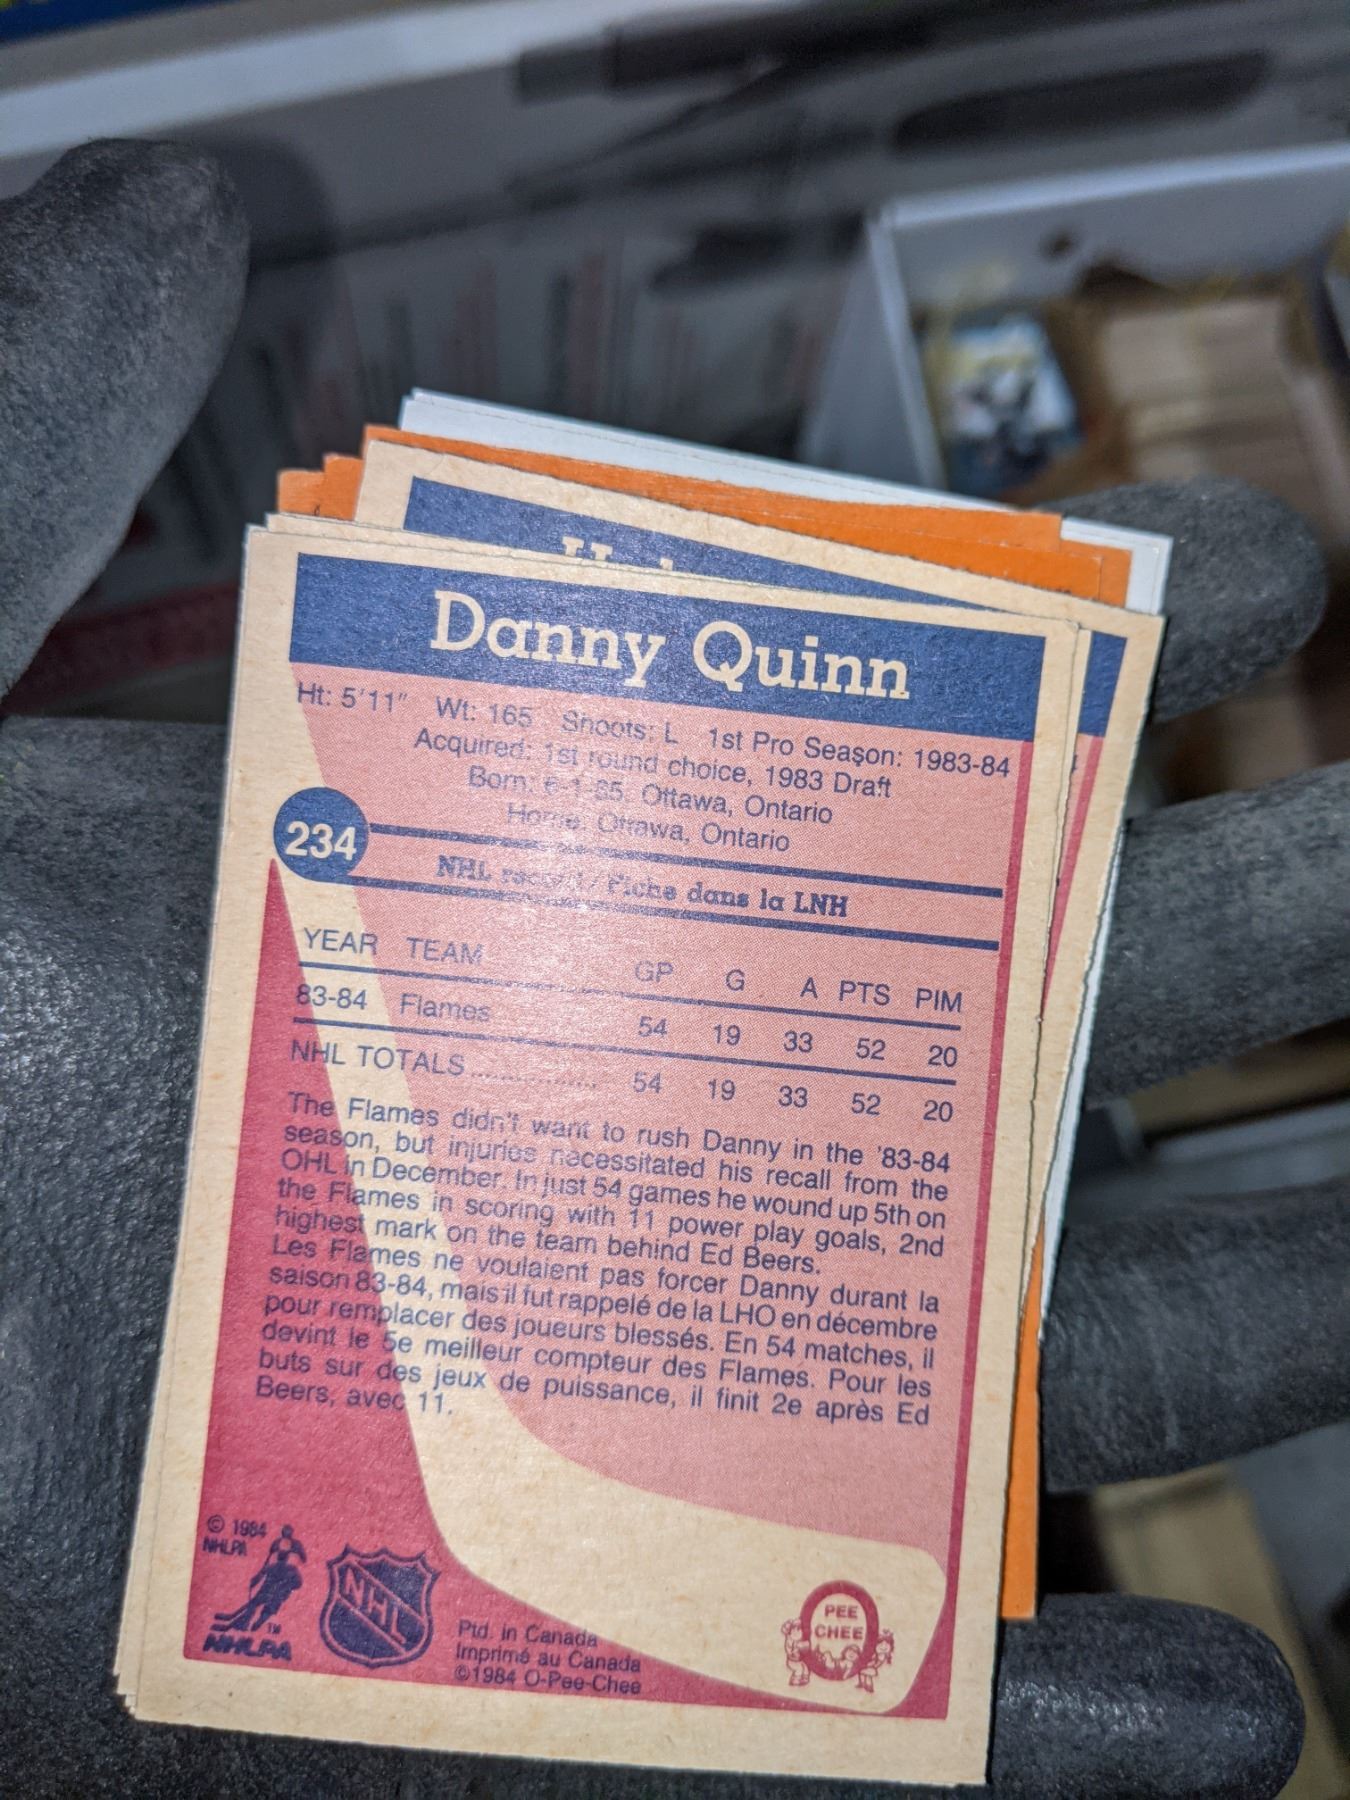 Danny Quinn
Ht: 5'11" Wt: 165 Shoots: L 1st Pro Season: 1983-84
Acquired: 1st round choice, 1983 Draft
Born: 6-1-65, Ottawa, Ontario
Home: Ottawa, Ontario
234
NHL record / Fiche dans la LNH
YEAR TEAM GP G A PTS PIM
83-84 Flames 54 19 33 52 20
NHL TOTALS 54 19 33 52 20
The Flames didn't want to rush Danny in the '83-84
season, but injuries necessitated his recall from the
OHL in December. In just 54 games he wound up 5th on
the Flames in scoring with 11 power play goals, 2nd
highest mark on the team behind Ed Beers.
Les Flames ne voulaient pas forcer Danny durant la
saison 83-84, mais il fut rappelé de la LHO en décembre
pour remplacer des joueurs blessés. En 54 matches, il
devint le 5e meilleur compteur des Flames. Pour les
buts sur des jeux de puissance, il finit 2e après Ed
Beers, avec 11.
© 1984
NHLPA
TM
NHLPA
NHL
Ptd. in Canada
Imprimé au Canada
©1984 O-Pee-Chee
O PEE
CHEE